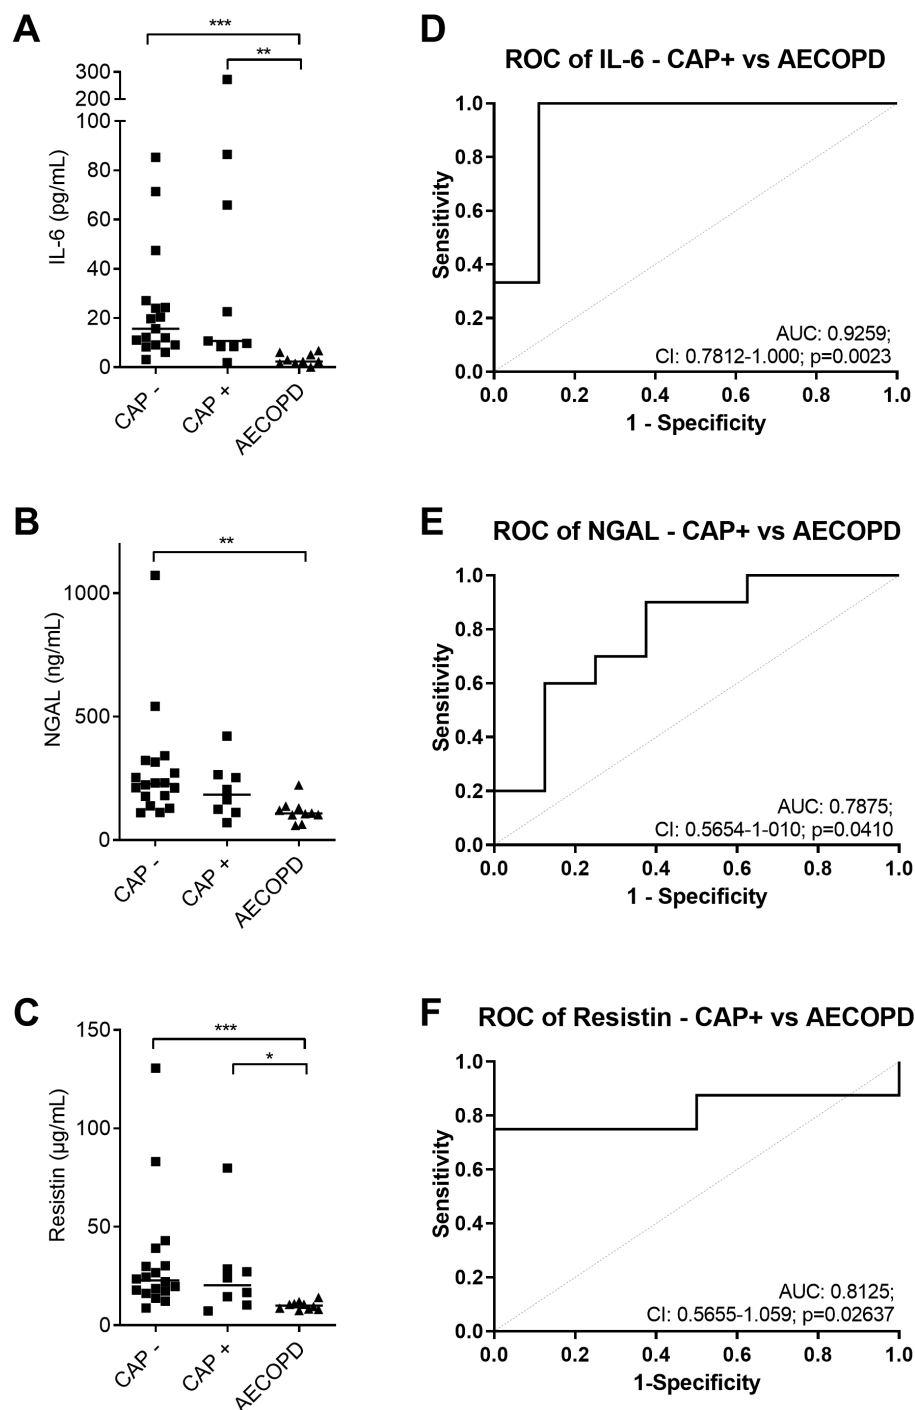 A
***
**
300
200
100
80
60
40
20
0
IL-6 (pg/mL)
CAP -
CAP +
AECOPD
D
ROC of IL-6 - CAP+ vs AECOPD
1.0
0.8
0.6
0.4
0.2
0.0
Sensitivity
AUC: 0.9259;
CI: 0.7812-1.000; p=0.0023
0.0 0.2 0.4 0.6 0.8 1.0
1 - Specificity
B
**
1000
500
0
NGAL (ng/mL)
CAP -
CAP +
AECOPD
E
ROC of NGAL - CAP+ vs AECOPD
1.0
0.8
0.6
0.4
0.2
0.0
Sensitivity
AUC: 0.7875;
CI: 0.5654-1-010; p=0.0410
0.0 0.2 0.4 0.6 0.8 1.0
1 - Specificity
C
***
*
150
100
50
0
Resistin (µg/mL)
CAP -
CAP +
AECOPD
F
ROC of Resistin - CAP+ vs AECOPD
1.0
0.8
0.6
0.4
0.2
0.0
Sensitivity
AUC: 0.8125;
CI: 0.5655-1.059; p=0.02637
0.0 0.2 0.4 0.6 0.8 1.0
1-Specificity